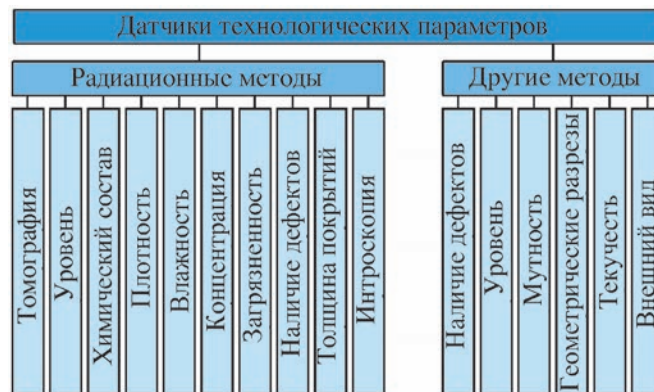 Датчики технологических параметров
Радиационные методы
Другие методы
Томография
Уровень
Химический состав
Плотность
Влажность
Концентрация
Загрязненность
Наличие дефектов
Толщина покрытий
Интроскопия
Наличие дефектов
Уровень
Мутность
Геометрические разрезы
Текучесть
Внешний вид